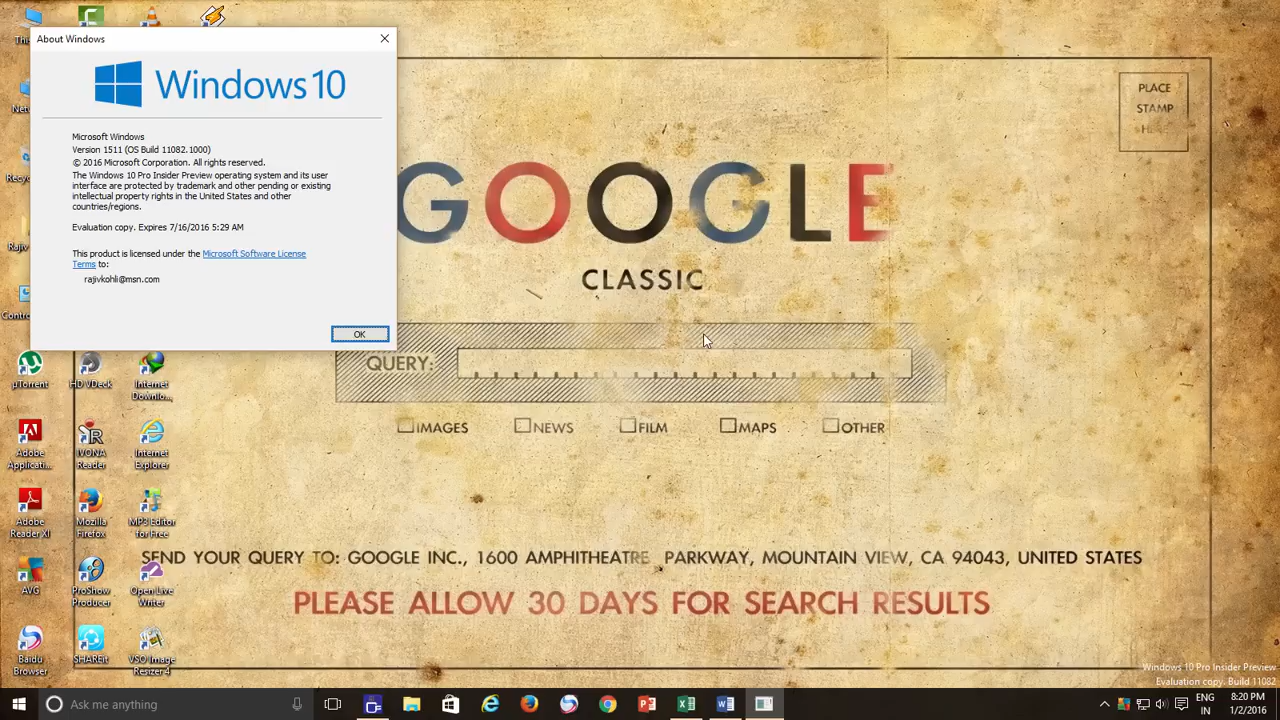 About Windows
Windows 10
Microsoft Windows
Version 1511 (OS Build 11082.1000)
© 2016 Microsoft Corporation. All rights reserved.
The Windows 10 Pro Insider Preview operating system and its user
interface are protected by trademark and other pending or existing
intellectual property rights in the United States and other
countries/regions.
Evaluation copy. Expires 7/16/2016 5:29 AM
This product is licensed under the Microsoft Software License
Terms to:
rajivkohli@msn.com
OK
PLACE
STAMP
HERE
GOOGLE
CLASSIC
QUERY:
IMAGES
NEWS
FILM
MAPS
OTHER
SEND YOUR QUERY TO: GOOGLE INC., 1600 AMPHITHEATRE PARKWAY, MOUNTAIN VIEW, CA 94043, UNITED STATES
PLEASE ALLOW 30 DAYS FOR SEARCH RESULTS
µTorrent
HD VDeck
Internet
Downlo...
Adobe
Applicati...
IVONA
Reader
Internet
Explorer
Adobe
Reader XI
Mozilla
Firefox
MP3 Editor
for Free
AVG
ProShow
Producer
Open Live
Writer
Baidu
Browser
SHAREit
VSO Image
Resizer 4
Windows 10 Pro Insider Preview
Evaluation copy. Build 11082
Ask me anything
ENG
IN
8:20 PM
1/2/2016